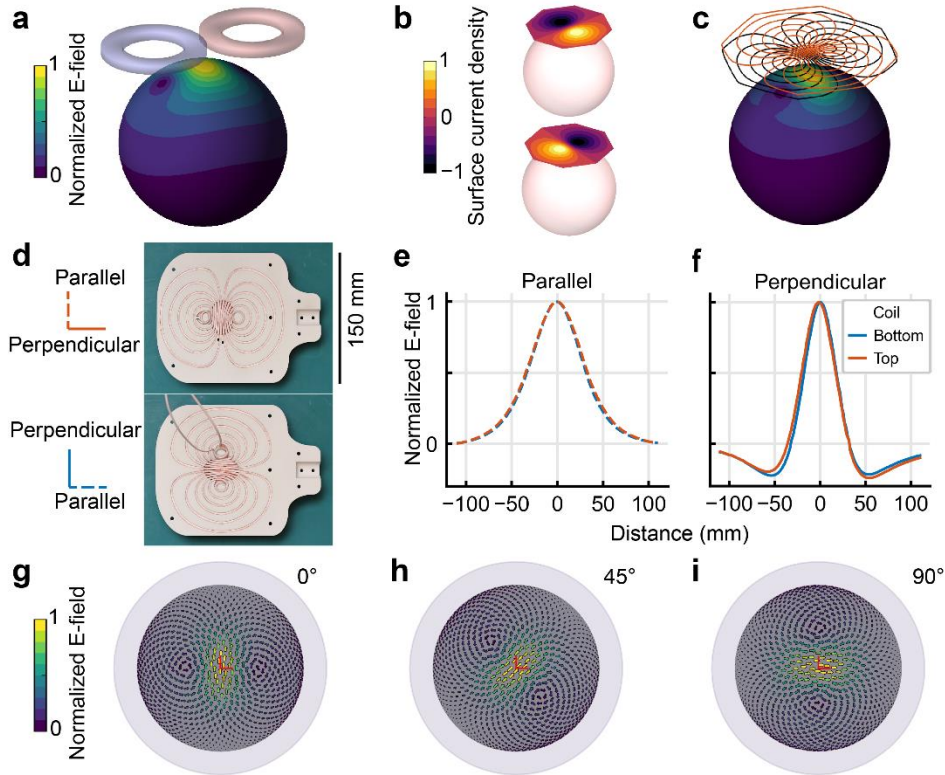 a
Normalized E-field
1
0
b
Surface current density
1
0
−1
c
d
Parallel
Perpendicular
150 mm
Perpendicular
Parallel
e
Parallel
Normalized E-field
1
0
−100 −50 0 50 100
f
Perpendicular
Coil
Bottom
Top
−100 −50 0 50 100
Distance (mm)
g
0°
Normalized E-field
1
0
h
45°
i
90°